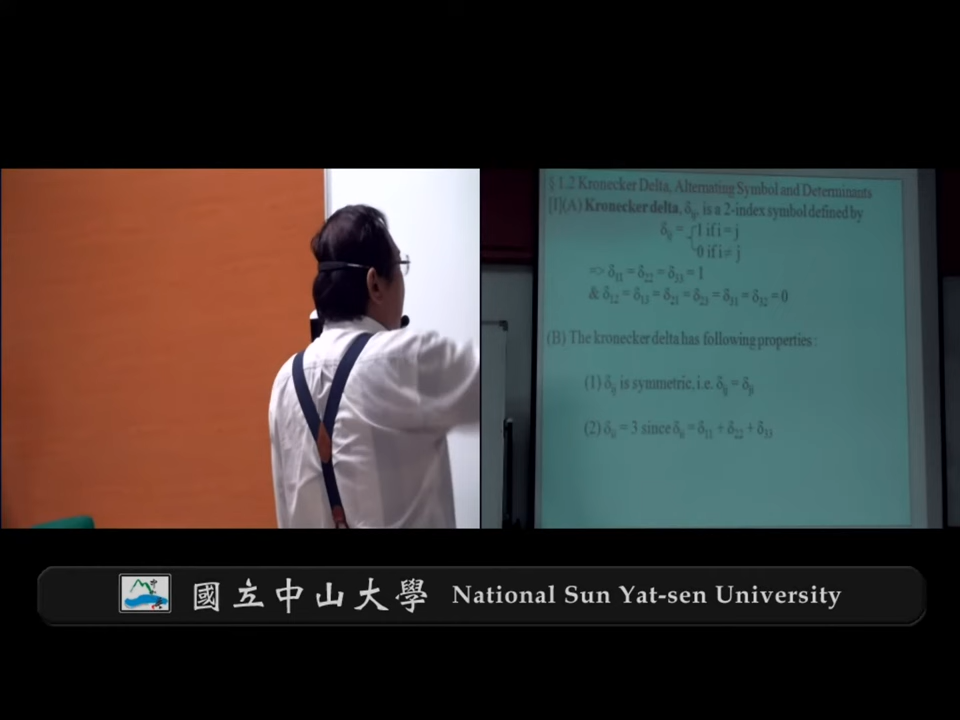 § 1.2 Kronecker Delta, Alternating Symbol and Determinants
[I](A) Kronecker delta, δij, is a 2-index symbol defined by
δij = { 1 if i = j
0 if i ≠ j
=> δ11 = δ22 = δ33 = 1
& δ12 = δ13 = δ21 = δ23 = δ31 = δ32 = 0
(B) The kronecker delta has following properties :
(1) δij is symmetric, i.e. δij = δji
(2) δii = 3 since δii = δ11 + δ22 + δ33
國立中山大學 National Sun Yat-sen University